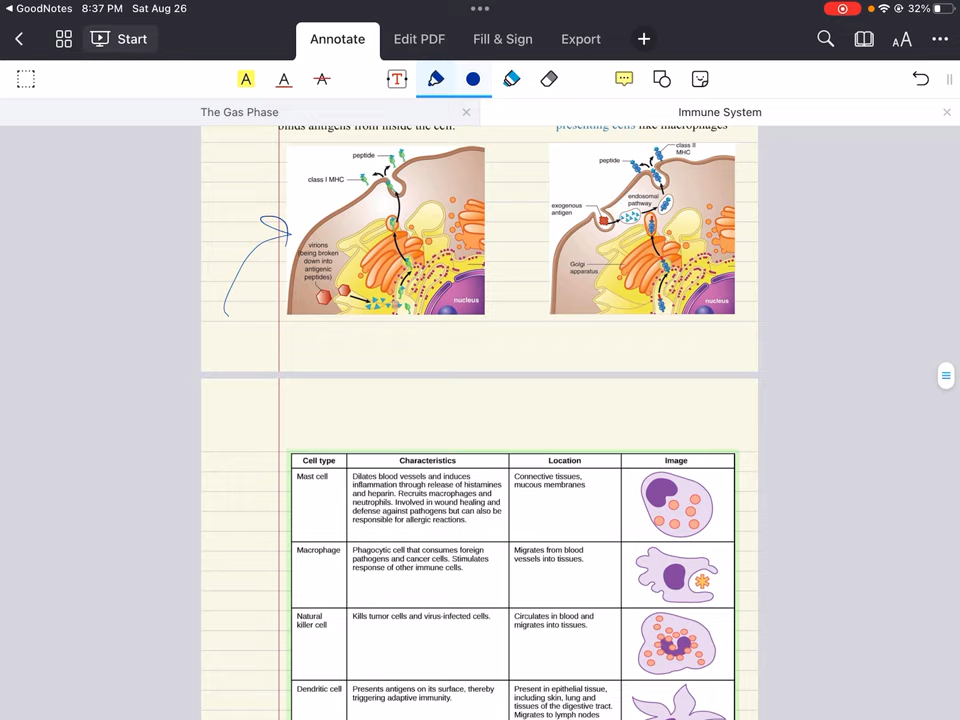 GoodNotes 8:37 PM Sat Aug 26 32%
Start
Annotate Edit PDF Fill & Sign Export
The Gas Phase
Immune System
binds antigens from inside the cell.
presenting cells like macrophages
peptide
class I MHC
virions
(being broken
down into
antigenic
peptides)
nucleus
class II
MHC
peptide
endosomal
pathway
exogenous
antigen
Golgi
apparatus
nucleus
Cell type Characteristics Location Image
Mast cell
Dilates blood vessels and induces
inflammation through release of histamines
and heparin. Recruits macrophages and
neutrophils. Involved in wound healing and
defense against pathogens but can also be
responsible for allergic reactions.
Connective tissues,
mucous membranes
Macrophage
Phagocytic cell that consumes foreign
pathogens and cancer cells. Stimulates
response of other immune cells.
Migrates from blood
vessels into tissues.
Natural
killer cell
Kills tumor cells and virus-infected cells.
Circulates in blood and
migrates into tissues.
Dendritic cell
Presents antigens on its surface, thereby
triggering adaptive immunity.
Present in epithelial tissue,
including skin, lung and
tissues of the digestive tract.
Migrates to lymph nodes